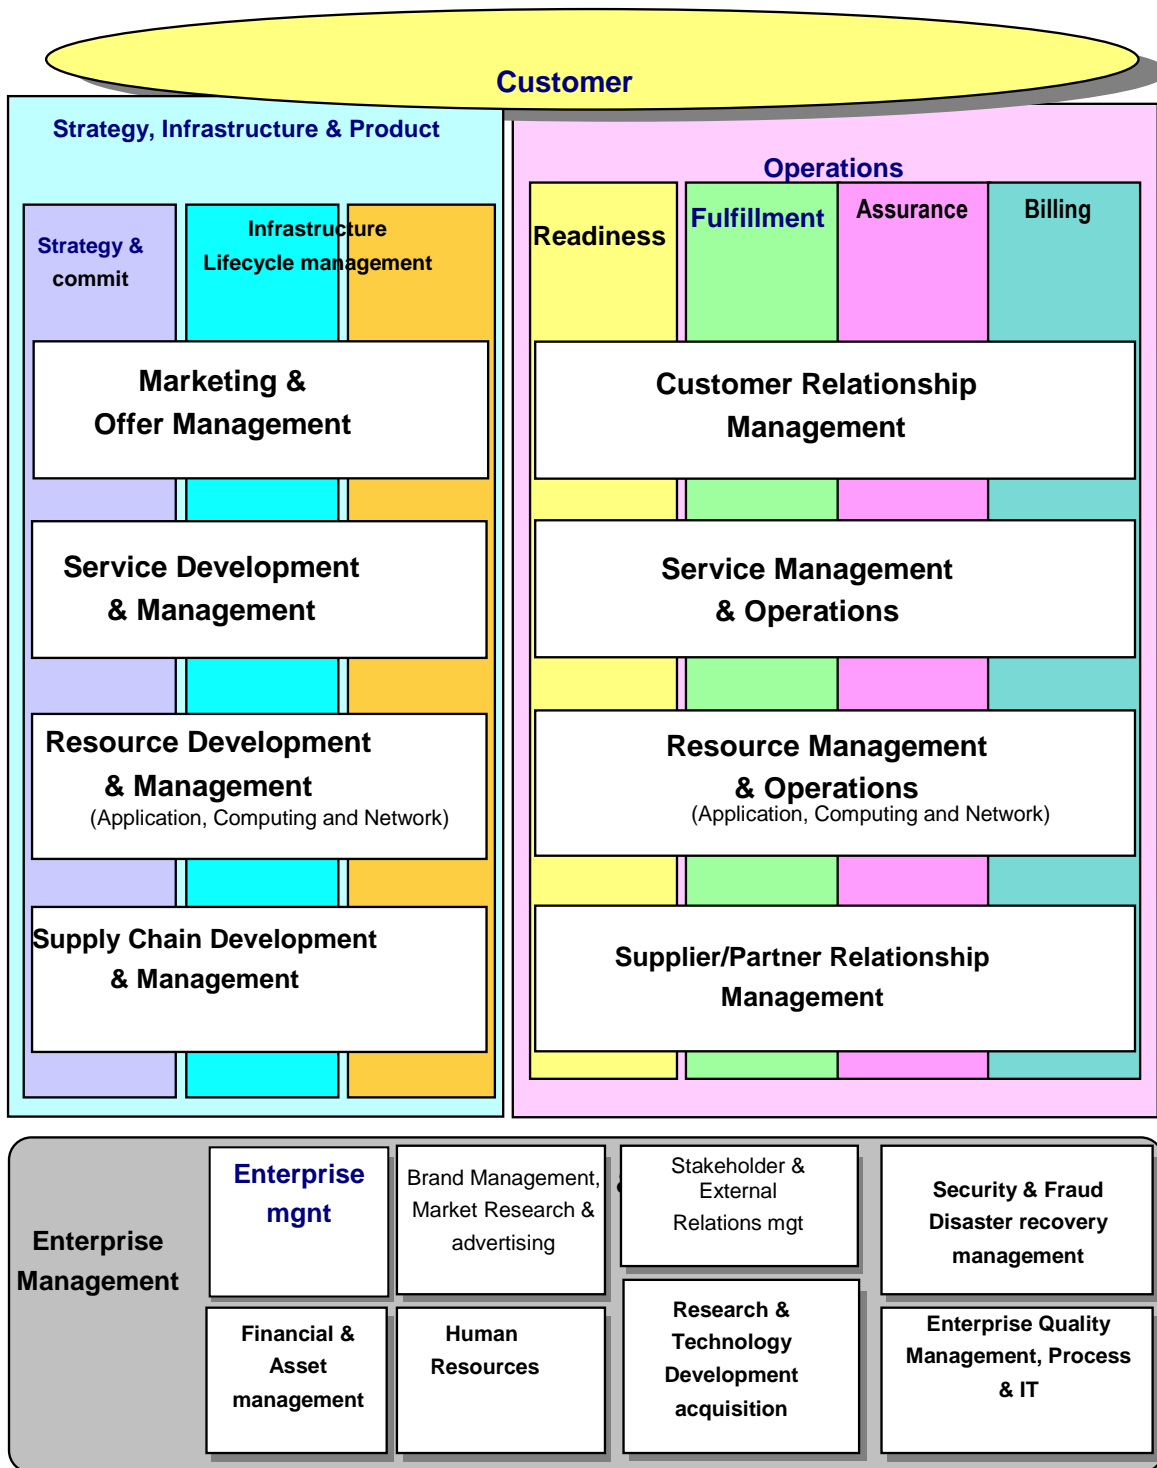 Customer
Strategy, Infrastructure & Product
Operations
Strategy &
commit
Infrastructure
Lifecycle management
Readiness
Fulfillment
Assurance
Billing
Marketing &
Offer Management
Customer Relationship
Management
Service Development
& Management
Service Management
& Operations
Resource Development
& Management
(Application, Computing and Network)
Resource Management
& Operations
(Application, Computing and Network)
Supply Chain Development
& Management
Supplier/Partner Relationship
Management
Enterprise
Management
Enterprise
mgnt
Brand Management,
Market Research &
advertising
Stakeholder &
External
Relations mgt
Security & Fraud
Disaster recovery
management
Financial &
Asset
management
Human
Resources
Research &
Technology
Development
acquisition
Enterprise Quality
Management, Process
& IT